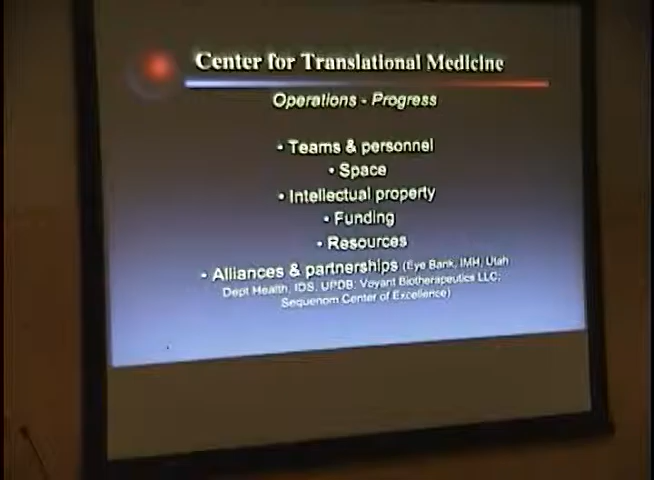 Center for Translational Medicine
Operations - Progress
• Teams & personnel
• Space
• Intellectual property
• Funding
• Resources
• Alliances & partnerships (Eye Bank, IMH, Utah
Dept Health, IDS, UPDB; Voyant Biotherapeutics LLC;
Sequenom Center of Excellence)